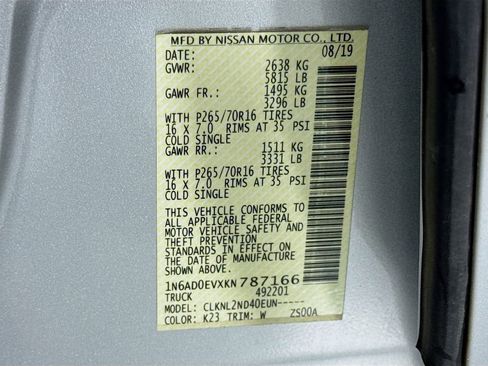 MFD BY NISSAN MOTOR CO., LTD.
DATE: 08/19
GVWR: 2638 KG
5815 LB
GAWR FR.: 1495 KG
3296 LB
WITH P265/70R16 TIRES
16 X 7.0 RIMS AT 35 PSI
COLD SINGLE
GAWR RR.: 1511 KG
3331 LB
WITH P265/70R16 TIRES
16 X 7.0 RIMS AT 35 PSI
COLD SINGLE
THIS VEHICLE CONFORMS TO
ALL APPLICABLE FEDERAL
MOTOR VEHICLE SAFETY AND
THEFT PREVENTION
STANDARDS IN EFFECT ON
THE DATE OF MANUFACTURE
SHOWN ABOVE.
1N6AD0EVXKN787166
TRUCK 492201
MODEL: CLKNL2ND40EUN-----
COLOR: K23 TRIM: W ZS00A